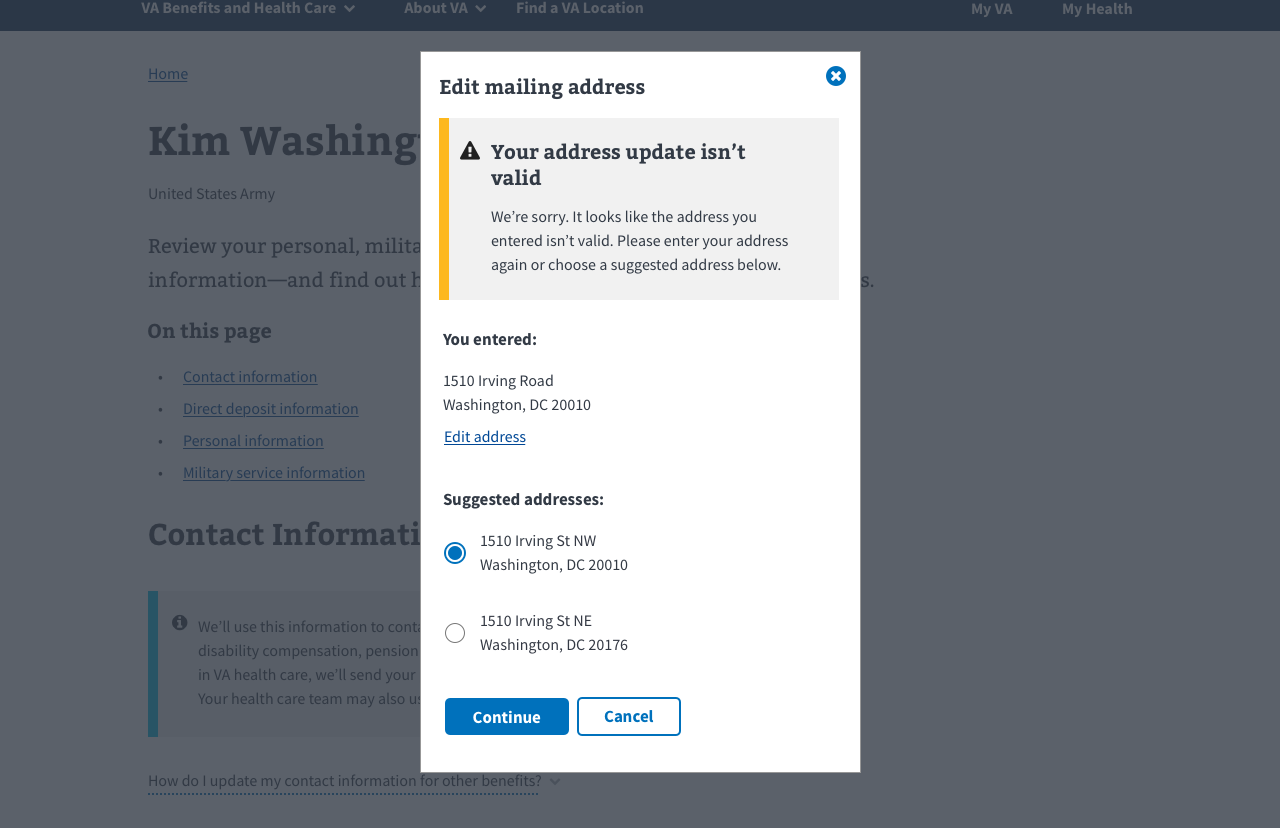 VA Benefits and Health Care
About VA
Find a VA Location
My VA
My Health
Home
Kim Washing
United States Army
Review your personal, milita
information—and find out h
s.
On this page
• Contact information
• Direct deposit information
• Personal information
• Military service information
Contact Informati
We’ll use this information to conta
disability compensation, pension
in VA health care, we’ll send your
Your health care team may also us
How do I update my contact information for other benefits?
Edit mailing address
Your address update isn’t
valid
We’re sorry. It looks like the address you
entered isn’t valid. Please enter your address
again or choose a suggested address below.
You entered:
1510 Irving Road
Washington, DC 20010
Edit address
Suggested addresses:
1510 Irving St NW
Washington, DC 20010
1510 Irving St NE
Washington, DC 20176
Continue
Cancel